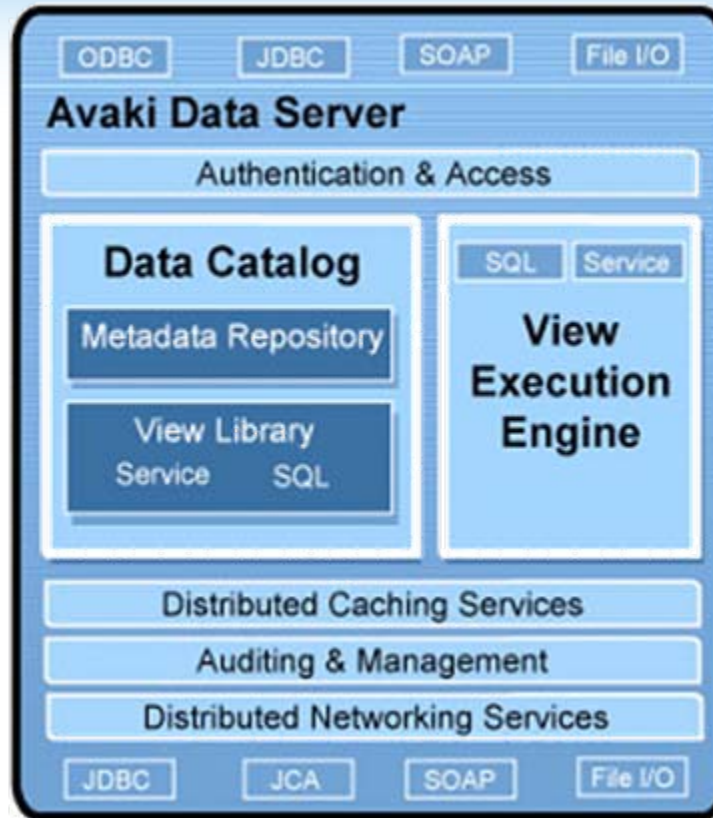 ODBC JDBC SOAP File I/O
Avaki Data Server
Authentication & Access
Data Catalog
Metadata Repository
View Library
Service SQL
SQL Service
View
Execution
Engine
Distributed Caching Services
Auditing & Management
Distributed Networking Services
JDBC JCA SOAP File I/O